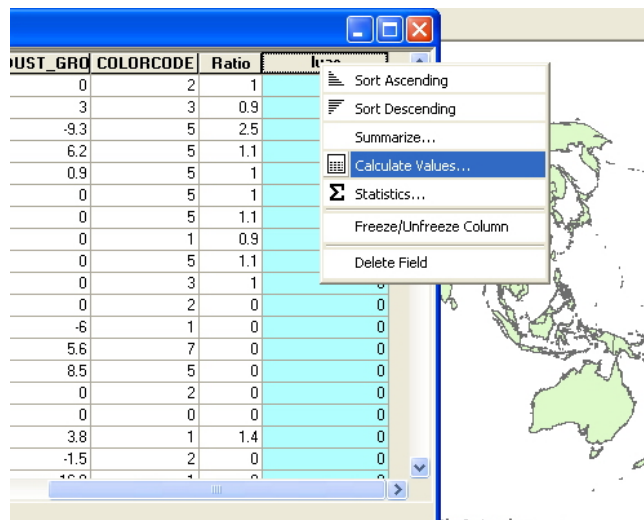 DUST_GRO COLORCODE Ratio
0 2 1
3 3 0.9
-9.3 5 2.5
6.2 5 1.1
0.9 5 1
0 5 1
0 5 1.1
0 1 0.9
0 5 1.1
0 3 1 0
0 2 0 0
-6 1 0 0
5.6 7 0 0
8.5 5 0 0
0 2 0 0
0 0 0 0
3.8 1 1.4 0
-1.5 2 0 0
Sort Ascending
Sort Descending
Summarize...
Calculate Values...
Σ Statistics...
Freeze/Unfreeze Column
Delete Field